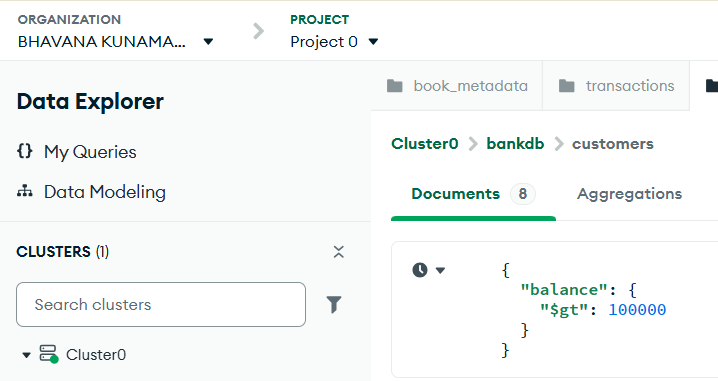 ORGANIZATION
BHAVANA KUNAMA...
PROJECT
Project 0
Data Explorer
{} My Queries
Data Modeling
CLUSTERS (1)
Search clusters
Cluster0
book_metadata
transactions
Cluster0 > bankdb > customers
Documents 8
Aggregations
{
"balance": {
"$gt": 100000
}
}